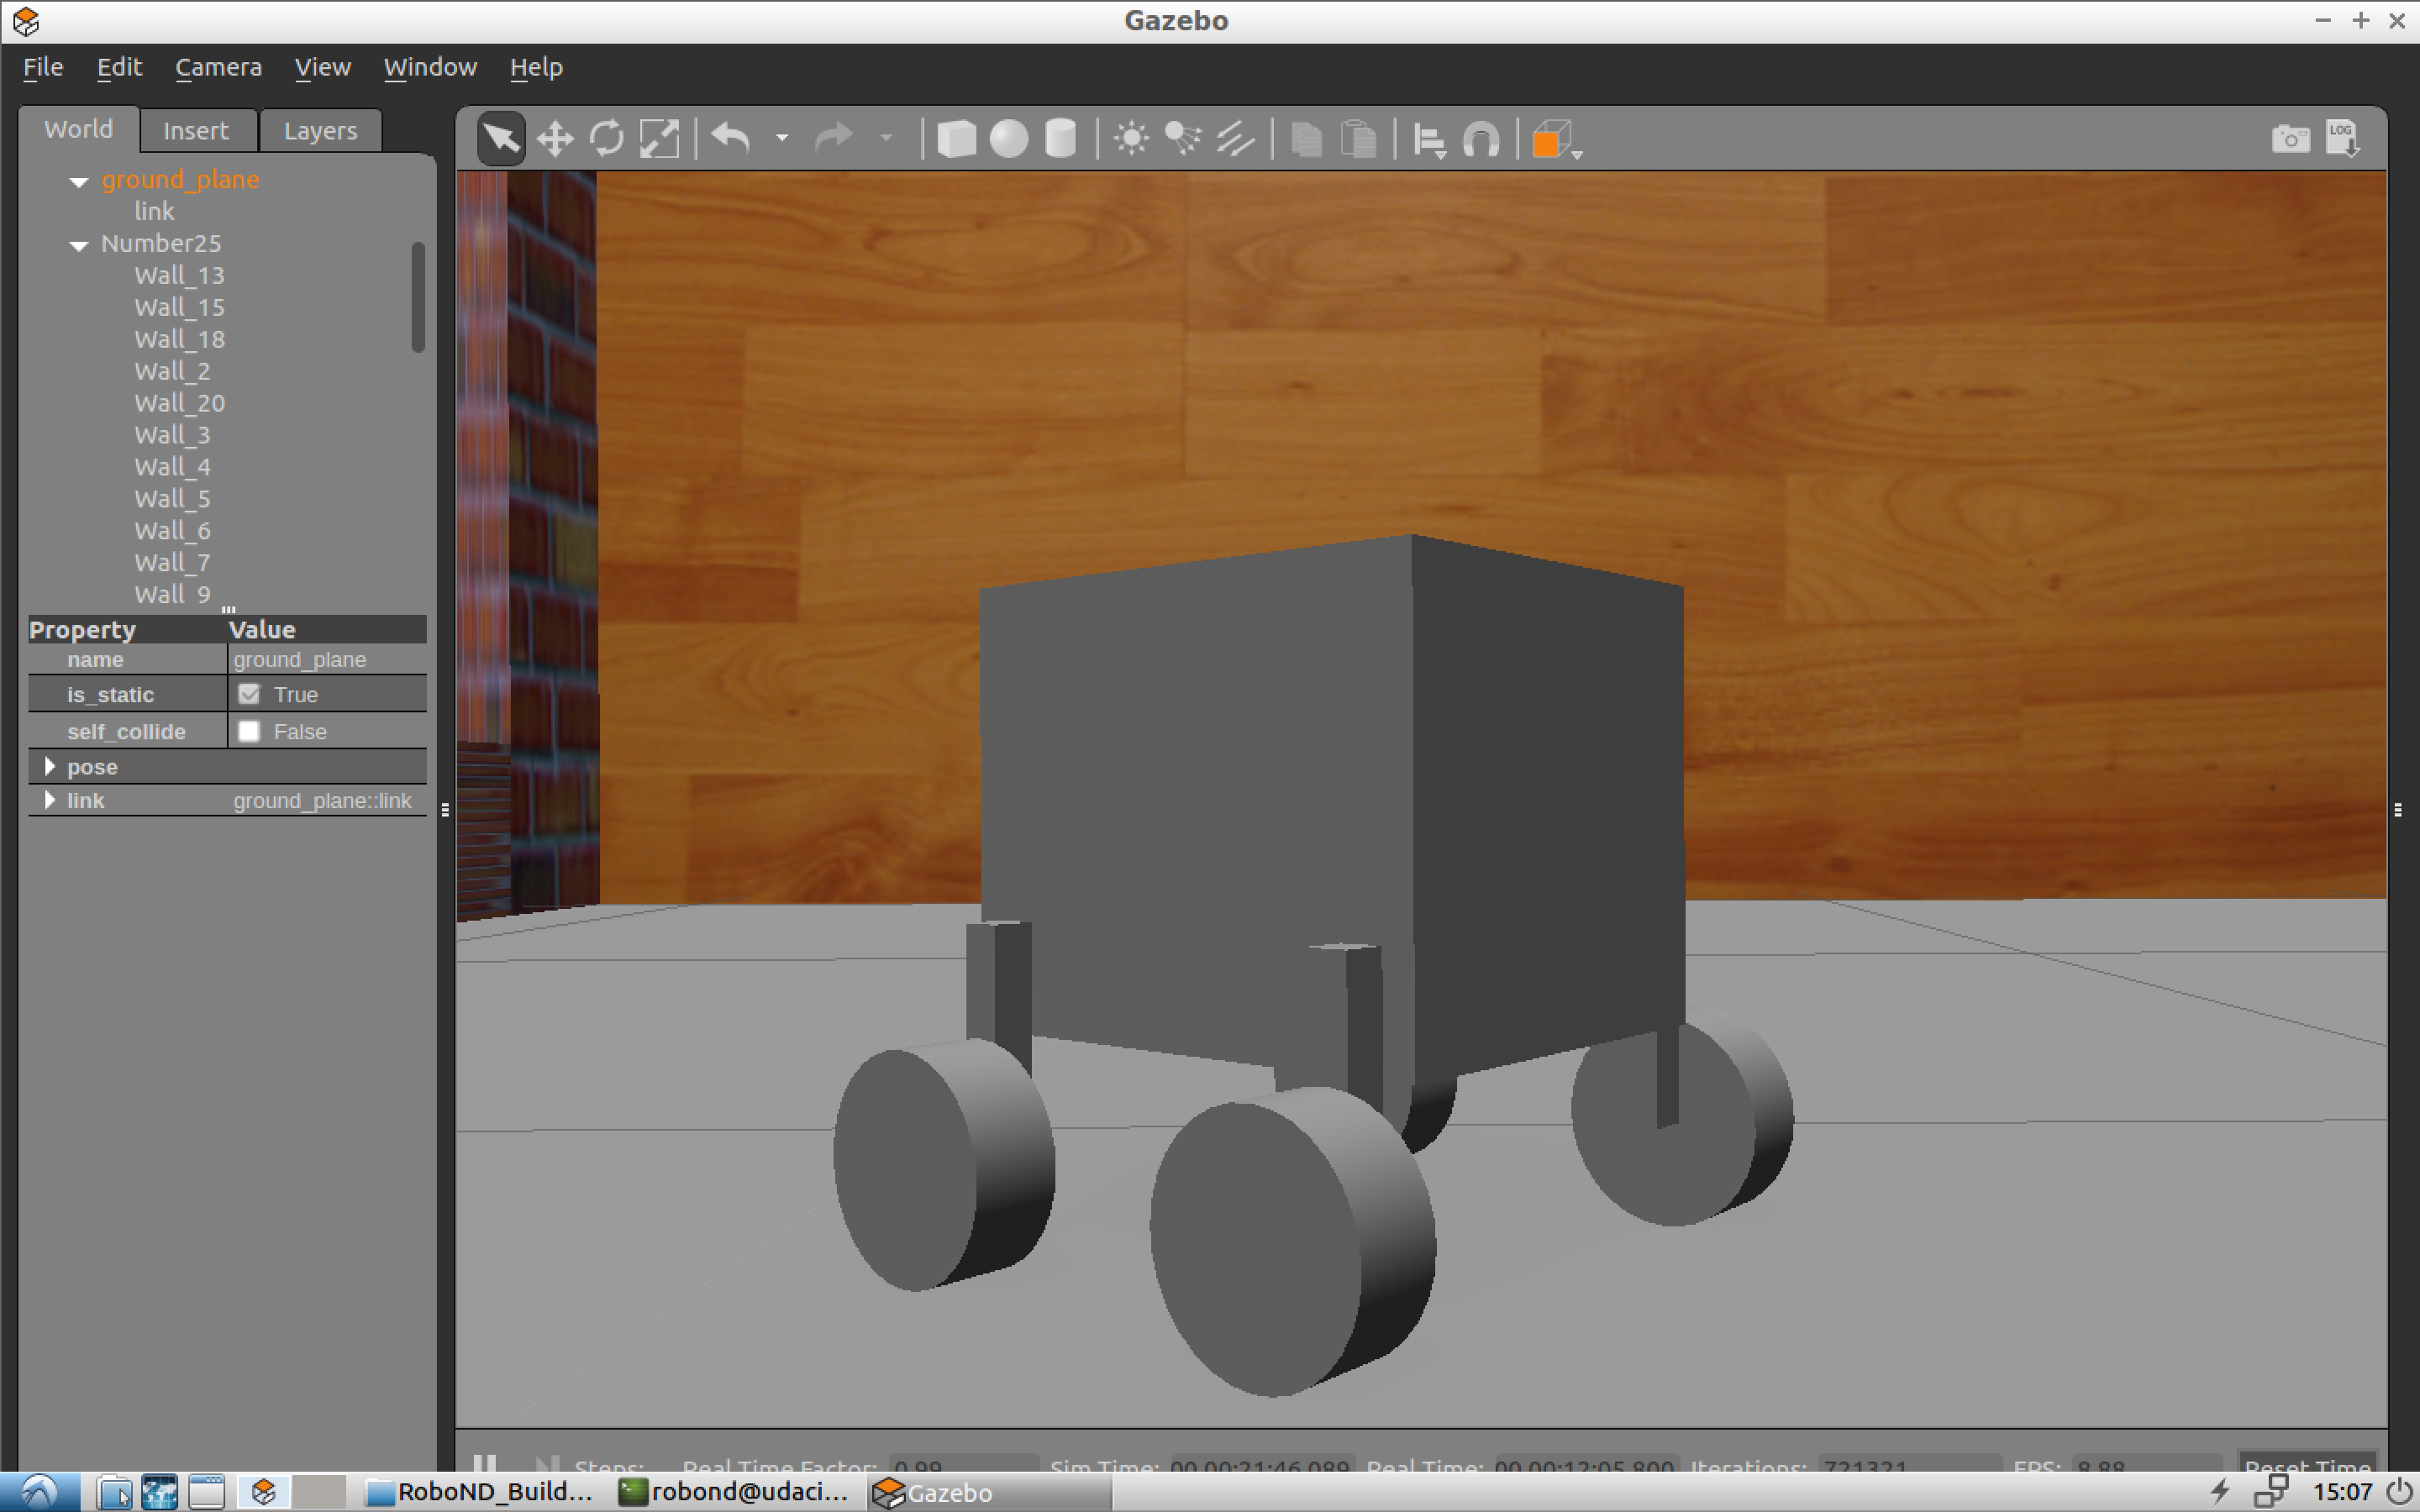 Gazebo
File Edit Camera View Window Help
World Insert Layers
LOG
ground_plane
link
Number25
Wall_13
Wall_15
Wall_18
Wall_2
Wall_20
Wall_3
Wall_4
Wall_5
Wall_6
Wall_7
Wall_9
Property Value
name ground_plane
is_static True
self_collide False
pose
link ground_plane::link
Steps: Real Time Factor: 0.99 Sim Time: 00 00:21:46.089 Real Time: 00 00:12:05.800 Iterations: 721321 FPS: 8.88 Reset Time
RoboND_Build... robond@udaci... Gazebo 15:07